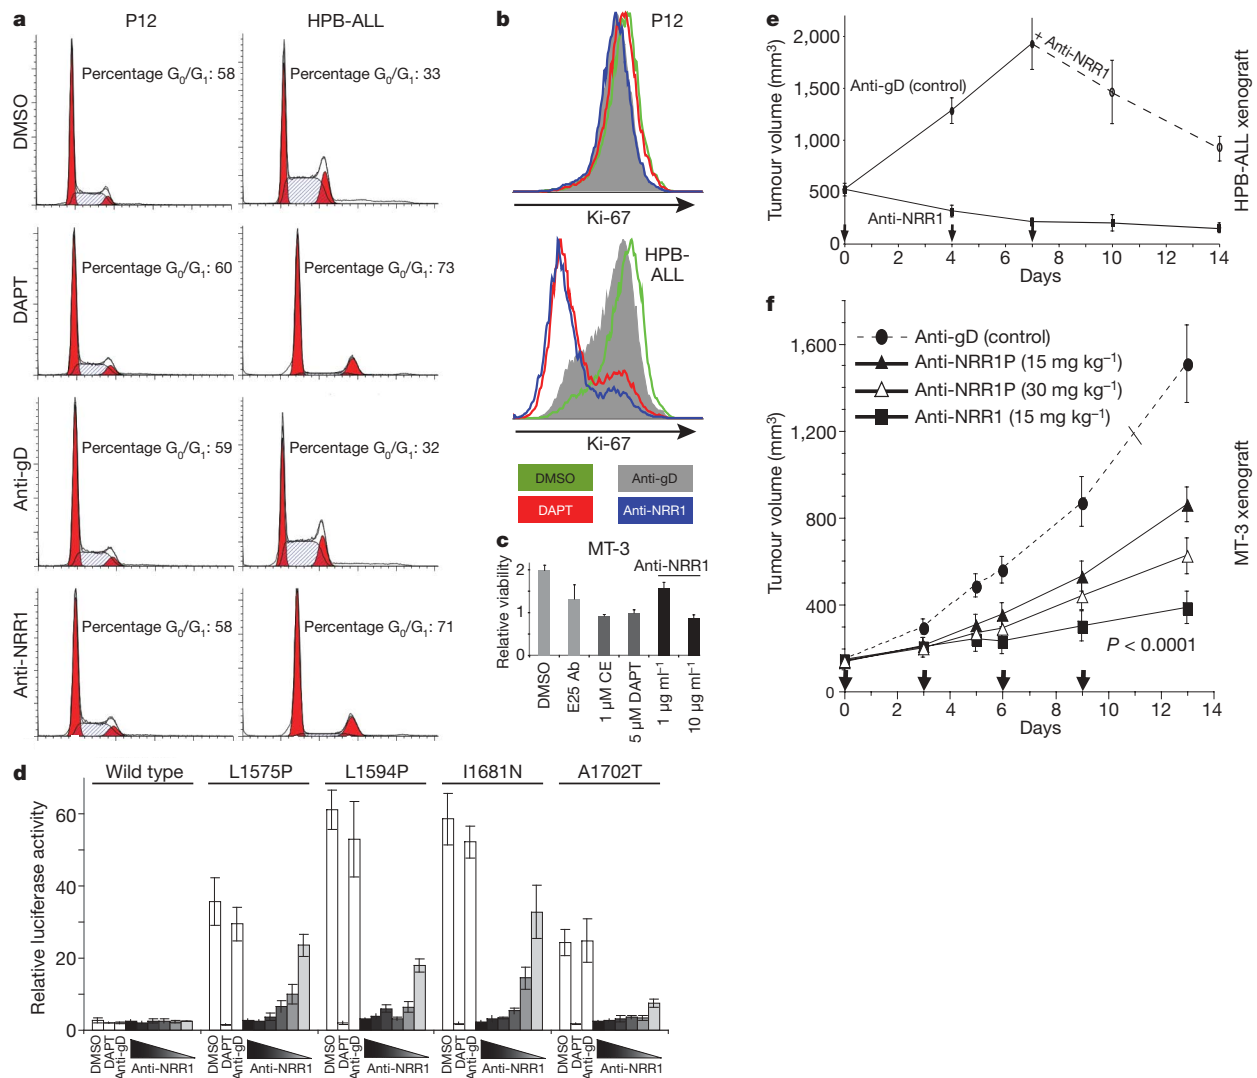 a
P12
HPB-ALL
DMSO
Percentage G0/G1: 58
Percentage G0/G1: 33
DAPT
Percentage G0/G1: 60
Percentage G0/G1: 73
Anti-gD
Percentage G0/G1: 59
Percentage G0/G1: 32
Anti-NRR1
Percentage G0/G1: 58
Percentage G0/G1: 71
b
P12
Ki-67
HPB-
ALL
Ki-67
DMSO
Anti-gD
DAPT
Anti-NRR1
c
MT-3
Anti-NRR1
Relative viability
2
1
0
DMSO
E25 Ab
1 µM CE
5 µM DAPT
1 µg ml−1
10 µg ml−1
d
Wild type
L1575P
L1594P
I1681N
A1702T
Relative luciferase activity
60
40
20
0
DMSO
DAPT
Anti-gD
Anti-NRR1
DMSO
DAPT
Anti-gD
Anti-NRR1
DMSO
DAPT
Anti-gD
Anti-NRR1
DMSO
DAPT
Anti-gD
Anti-NRR1
DMSO
DAPT
Anti-gD
Anti-NRR1
e
Tumour volume (mm3)
2,000
1,500
1,000
500
0
Anti-gD (control)
+ Anti-NRR1
Anti-NRR1
0 2 4 6 8 10 12 14
Days
HPB-ALL xenograft
f
Tumour volume (mm3)
1,600
1,200
800
400
0
Anti-gD (control)
Anti-NRR1P (15 mg kg−1)
Anti-NRR1P (30 mg kg−1)
Anti-NRR1 (15 mg kg−1)
P < 0.0001
0 2 4 6 8 10 12 14
Days
MT-3 xenograft